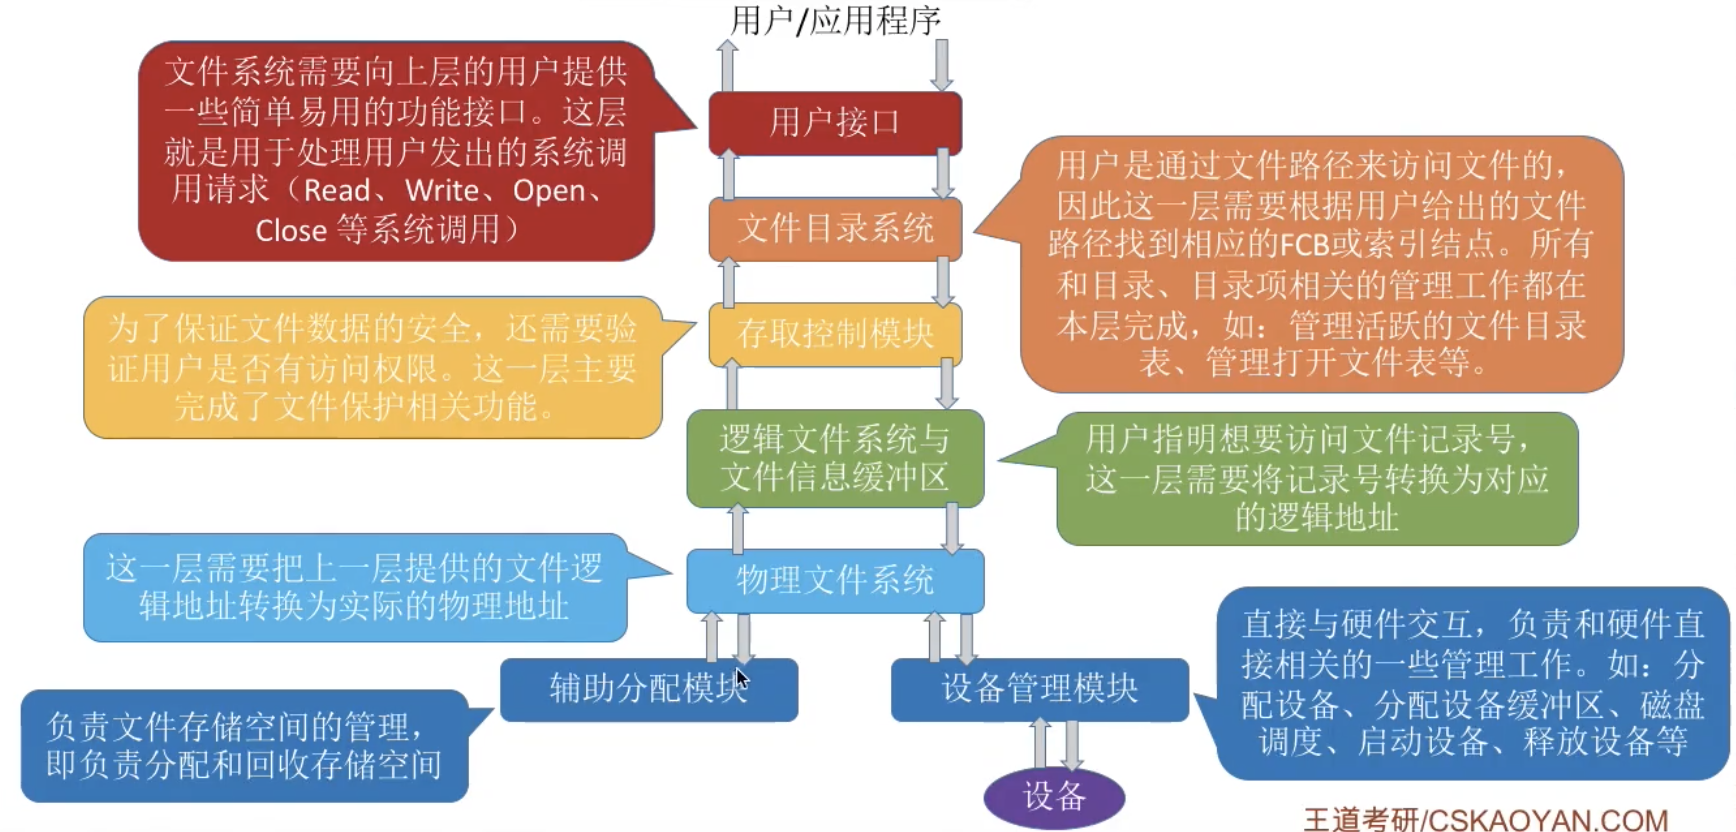 用户/应用程序
文件系统需要向上层的用户提供
一些简单易用的功能接口。这层
就是用于处理用户发出的系统调
用请求（Read、Write、Open、
Close 等系统调用）
用户接口
用户是通过文件路径来访问文件的，
因此这一层需要根据用户给出的文件
路径找到相应的FCB或索引结点。所有
和目录、目录项相关的管理工作都在
本层完成，如：管理活跃的文件目录
表、管理打开文件表等。
文件目录系统
为了保证文件数据的安全，还需要验
证用户是否有访问权限。这一层主要
完成了文件保护相关功能。
存取控制模块
逻辑文件系统与
文件信息缓冲区
用户指明想要访问文件记录号，
这一层需要将记录号转换为对应
的逻辑地址
这一层需要把上一层提供的文件逻
辑地址转换为实际的物理地址
物理文件系统
辅助分配模块
设备管理模块
直接与硬件交互，负责和硬件直
接相关的一些管理工作。如：分
配设备、分配设备缓冲区、磁盘
调度、启动设备、释放设备等
负责文件存储空间的管理，
即负责分配和回收存储空间
设备
王道考研/CSKAOYAN.COM